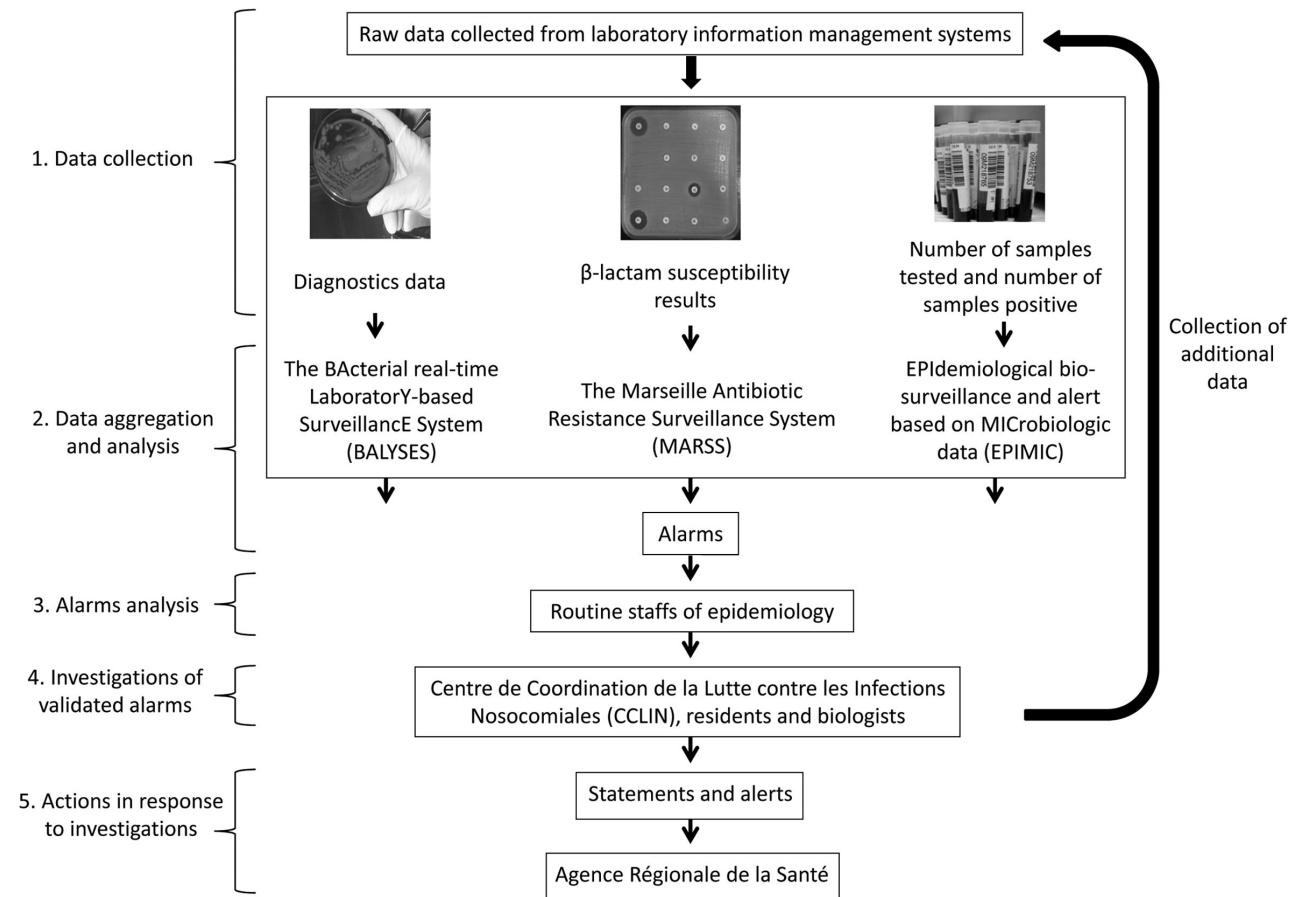 Raw data collected from laboratory information management systems
1. Data collection
Diagnostics data
β-lactam susceptibility
results
Number of samples
tested and number of
samples positive
Collection of
additional
data
2. Data aggregation
and analysis
The BActerial real-time
LaboratorY-based
SurveillancE System
(BALYSES)
The Marseille Antibiotic
Resistance Surveillance System
(MARSS)
EPIdemiological bio-
surveillance and alert
based on MICrobiologic
data (EPIMIC)
Alarms
3. Alarms analysis
Routine staffs of epidemiology
4. Investigations of
validated alarms
Centre de Coordination de la Lutte contre les Infections
Nosocomiales (CCLIN), residents and biologists
5. Actions in response
to investigations
Statements and alerts
Agence Régionale de la Santé